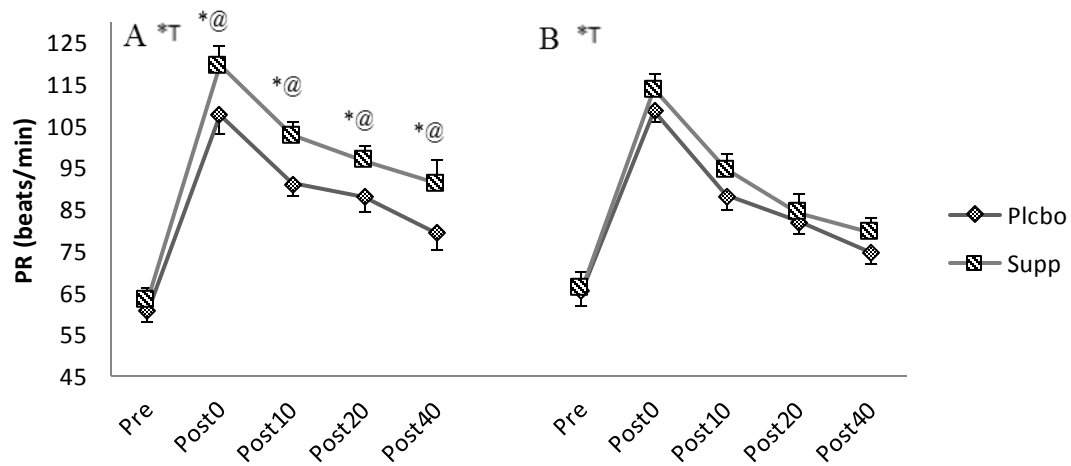 A *T *@
*@
*@
*@
B *T
PR (beats/min)
125
115
105
95
85
75
65
55
45
Pre
Post0
Post10
Post20
Post40
Pre
Post0
Post10
Post20
Post40
Plcbo
Supp